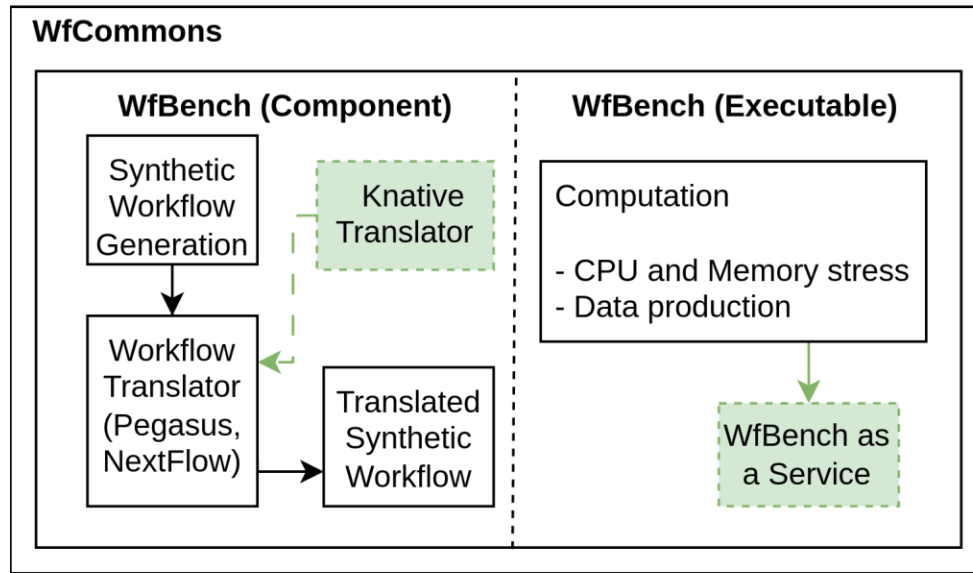 WfCommons
WfBench (Component)
Synthetic
Workflow
Generation
Knative
Translator
Workflow
Translator
(Pegasus,
NextFlow)
Translated
Synthetic
Workflow
WfBench (Executable)
Computation
- CPU and Memory stress
- Data production
WfBench as
a Service